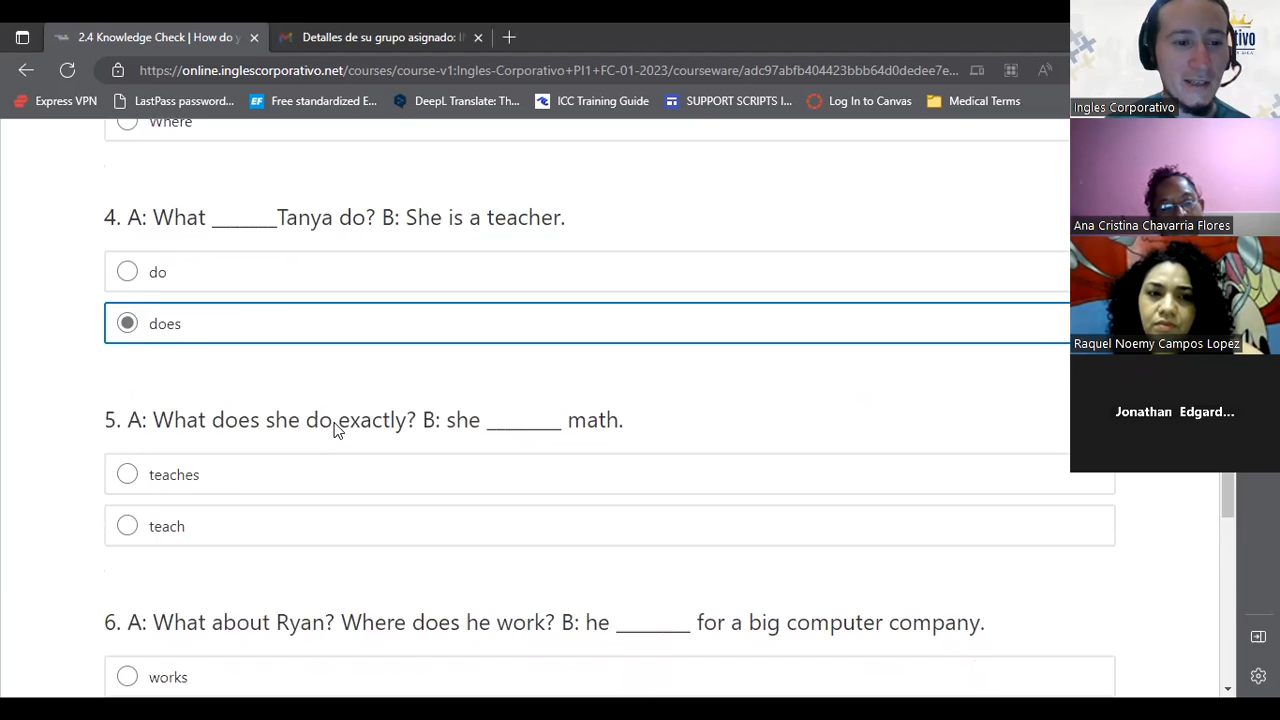 2.4 Knowledge Check | How do y
Detalles de su grupo asignado: I
https://online.inglescorporativo.net/courses/course-v1:Ingles-Corporativo+PI1+FC-01-2023/courseware/adc97abfb404423bbb64d0dedee7e...
Express VPN
LastPass password...
Free standardized E...
DeepL Translate: Th...
ICC Training Guide
SUPPORT SCRIPTS I...
Log In to Canvas
Medical Terms
Ingles Corporativo
Where
4. A: What ______Tanya do? B: She is a teacher.
do
does
5. A: What does she do exactly? B: she _______ math.
teaches
teach
6. A: What about Ryan? Where does he work? B: he _______ for a big computer company.
works
Ana Cristina Chavarria Flores
Raquel Noemy Campos Lopez
Jonathan Edgard...